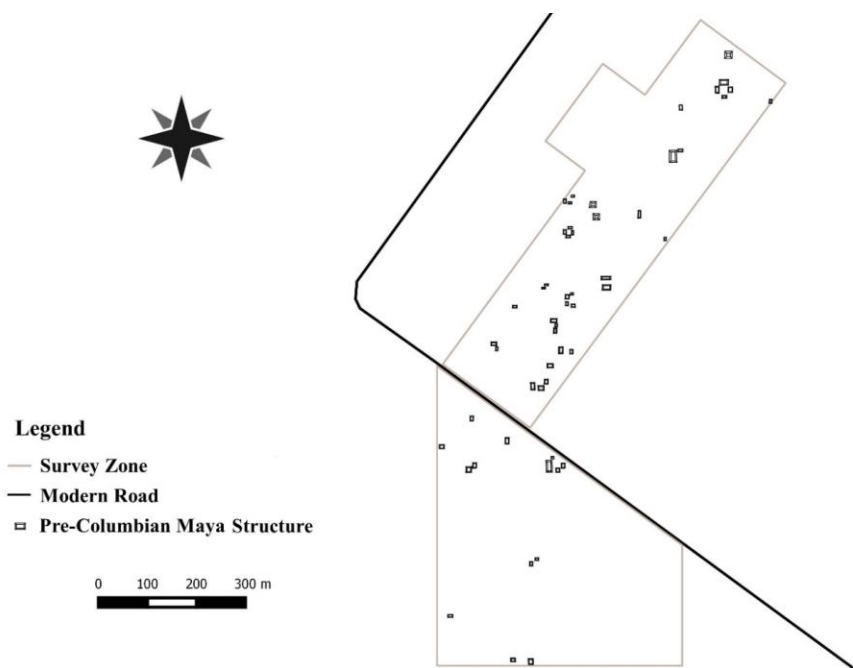 Legend
Survey Zone
Modern Road
Pre-Columbian Maya Structure
0 100 200 300 m